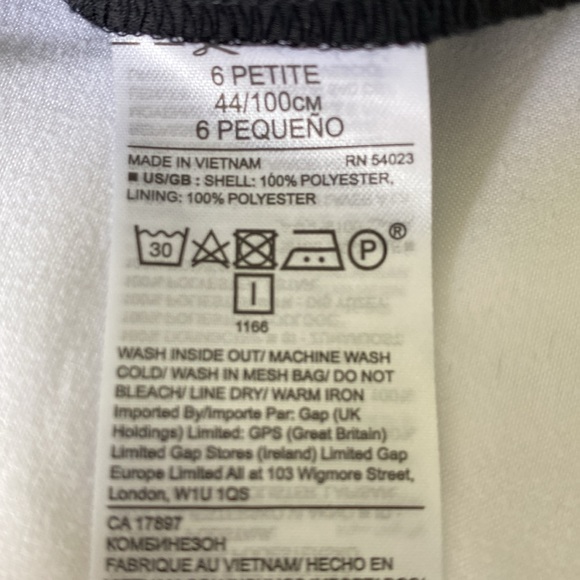 6 PETITE
44/100CM
6 PEQUEÑO
MADE IN VIETNAM RN 54023
■ US/GB : SHELL: 100% POLYESTER,
LINING: 100% POLYESTER
30 P®
1166
WASH INSIDE OUT/ MACHINE WASH
COLD/ WASH IN MESH BAG/ DO NOT
BLEACH/ LINE DRY/ WARM IRON
Imported By/Importe Par: Gap (UK
Holdings) Limited: GPS (Great Britain)
Limited Gap Stores (Ireland) Limited Gap
Europe Limited All at 103 Wigmore Street,
London, W1U 1QS
CA 17897
КОМБИНЕЗОН
FABRIQUE AU VIETNAM/ HECHO EN